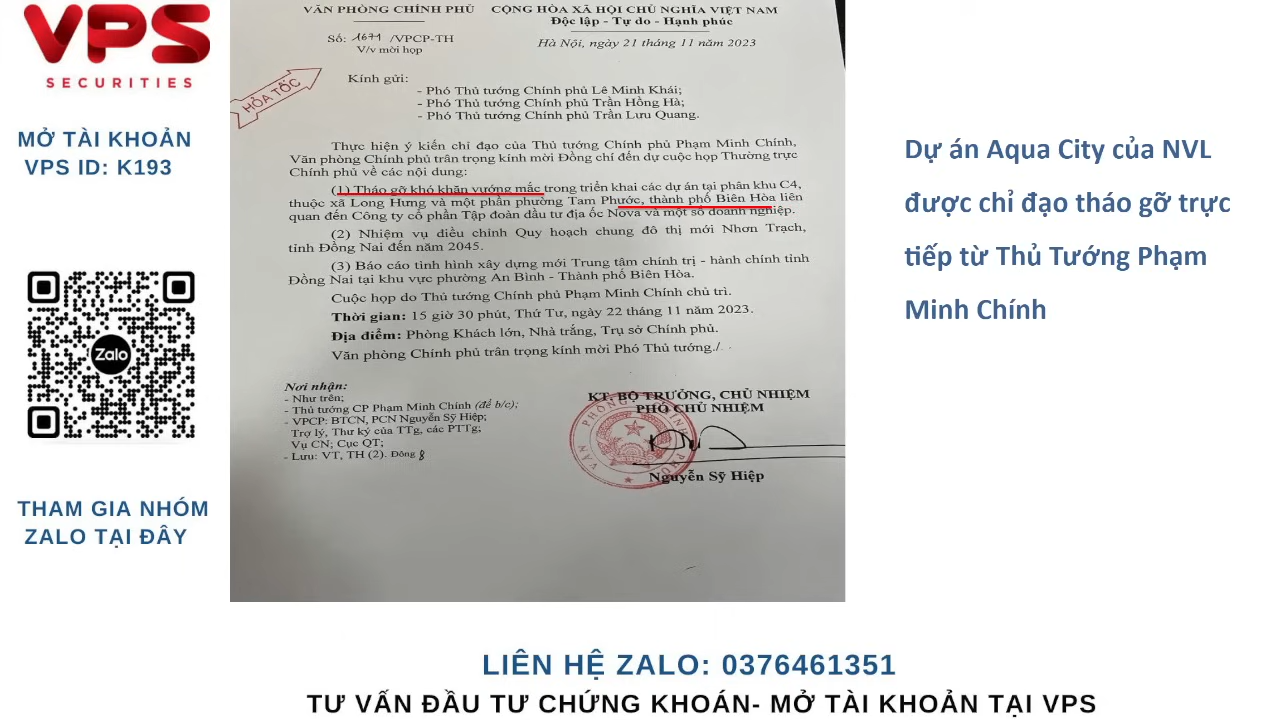 VPS
SECURITIES
MỞ TÀI KHOẢN
VPS ID: K193
Zalo
THAM GIA NHÓM
ZALO TẠI ĐÂY
VĂN PHÒNG CHÍNH PHỦ
CỘNG HÒA XÃ HỘI CHỦ NGHĨA VIỆT NAM
Độc lập - Tự do - Hạnh phúc
Số: 1671 /VPCP-TH
V/v mời họp
Hà Nội, ngày 21 tháng 11 năm 2023
HỎA TỐC
Kính gửi:
- Phó Thủ tướng Chính phủ Lê Minh Khái;
- Phó Thủ tướng Chính phủ Trần Hồng Hà;
- Phó Thủ tướng Chính phủ Trần Lưu Quang.
Thực hiện ý kiến chỉ đạo của Thủ tướng Chính phủ Phạm Minh Chính,
Văn phòng Chính phủ trân trọng kính mời Đồng chí đến dự cuộc họp Thường trực
Chính phủ về các nội dung:
(1) Tháo gỡ khó khăn vướng mắc trong triển khai các dự án tại phân khu C4,
thuộc xã Long Hưng và một phần phường Tam Phước, thành phố Biên Hòa liên
quan đến Công ty cổ phần Tập đoàn đầu tư địa ốc Nova và một số doanh nghiệp.
(2) Nhiệm vụ điều chỉnh Quy hoạch chung đô thị mới Nhơn Trạch,
tỉnh Đồng Nai đến năm 2045.
(3) Báo cáo tình hình xây dựng mới Trung tâm chính trị - hành chính tỉnh
Đồng Nai tại khu vực phường An Bình - Thành phố Biên Hòa.
Cuộc họp do Thủ tướng Chính phủ Phạm Minh Chính chủ trì.
Thời gian: 15 giờ 30 phút, Thứ Tư, ngày 22 tháng 11 năm 2023.
Địa điểm: Phòng Khách lớn, Nhà trắng, Trụ sở Chính phủ.
Văn phòng Chính phủ trân trọng kính mời Phó Thủ tướng./.
Nơi nhận:
- Như trên;
- Thủ tướng CP Phạm Minh Chính (để b/c);
- VPCP: BTCN, PCN Nguyễn Sỹ Hiệp;
Trợ lý, Thư ký của TTg, các PTTg;
Vụ CN; Cục QT;
- Lưu: VT, TH (2). Đông 8
KT. BỘ TRƯỞNG, CHỦ NHIỆM
PHÓ CHỦ NHIỆM
Nguyễn Sỹ Hiệp
Dự án Aqua City của NVL
được chỉ đạo tháo gỡ trực
tiếp từ Thủ Tướng Phạm
Minh Chính
LIÊN HỆ ZALO: 0376461351
TƯ VẤN ĐẦU TƯ CHỨNG KHOÁN- MỞ TÀI KHOẢN TẠI VPS